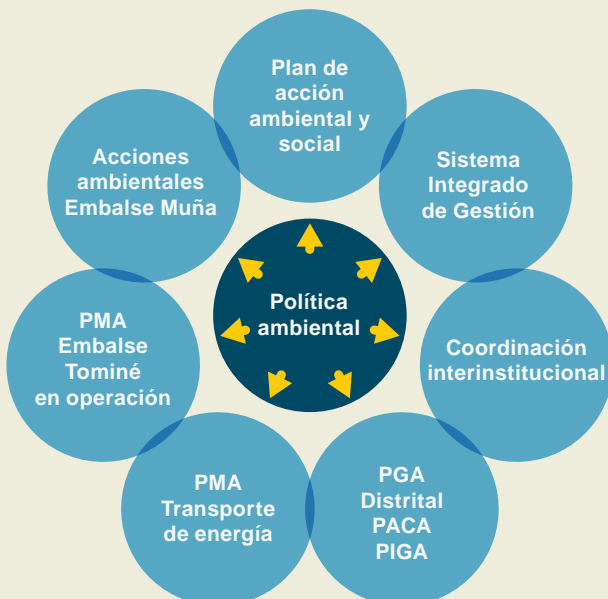 Plan de
acción
ambiental y
social
Sistema
Integrado
de Gestión
Coordinación
interinstitucional
PGA
Distrital
PACA
PIGA
PMA
Transporte
de energía
PMA
Embalse
Tominé
en operación
Acciones
ambientales
Embalse Muña
Política
ambiental